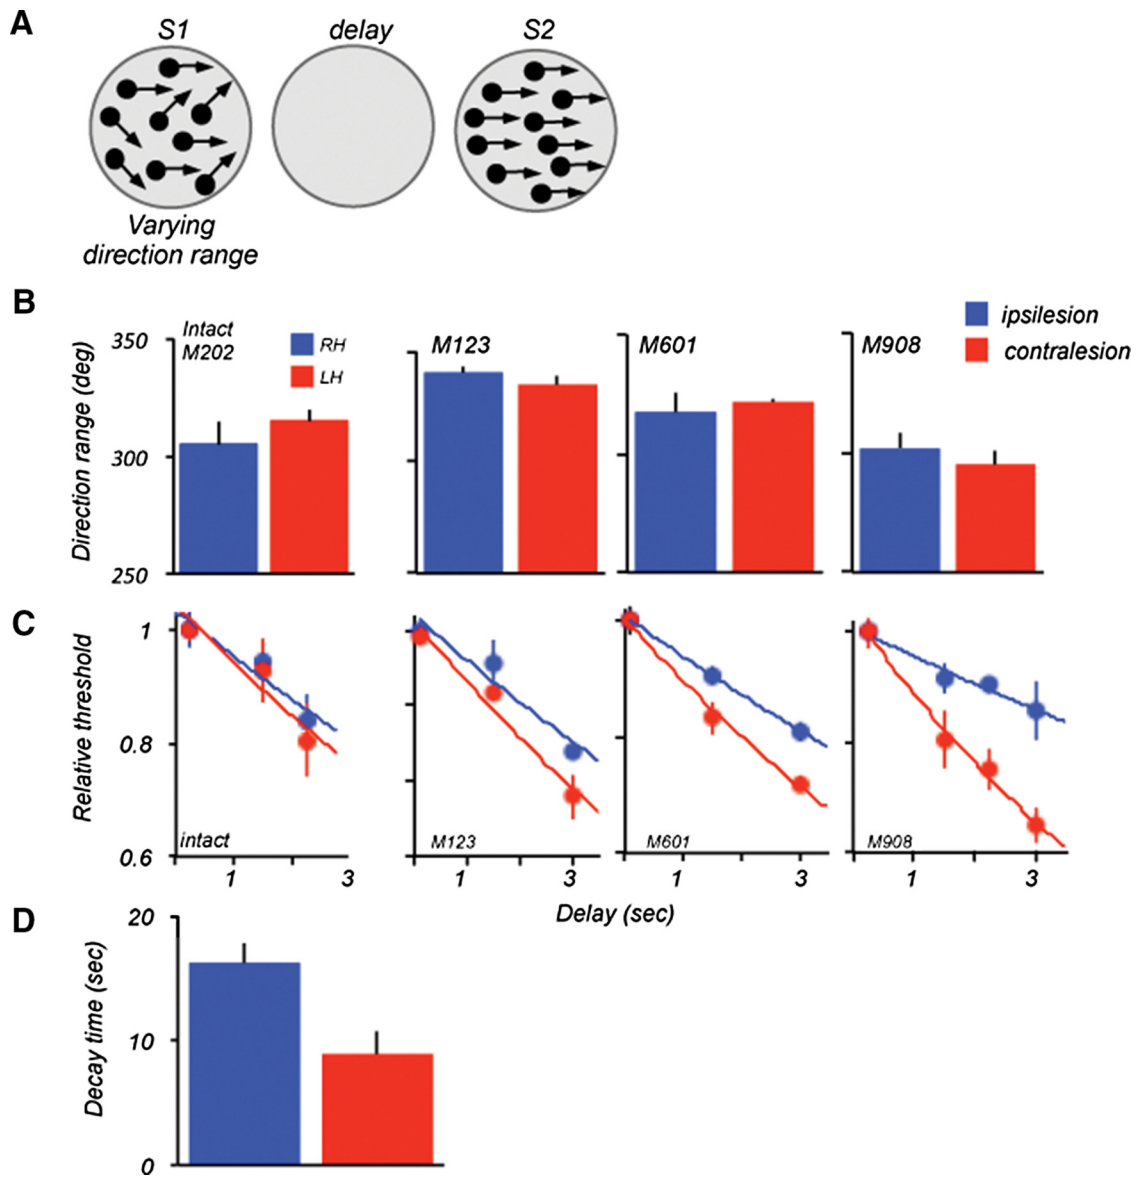 A
S1
delay
S2
Varying
direction range
B
Direction range (deg)
350
300
250
Intact
M202
RH
LH
M123
M601
M908
ipsilesion
contralesion
C
Relative threshold
1
0.8
0.6
intact
M123
M601
M908
1 3
1 3
1 3
1 3
Delay (sec)
D
Decay time (sec)
20
10
0